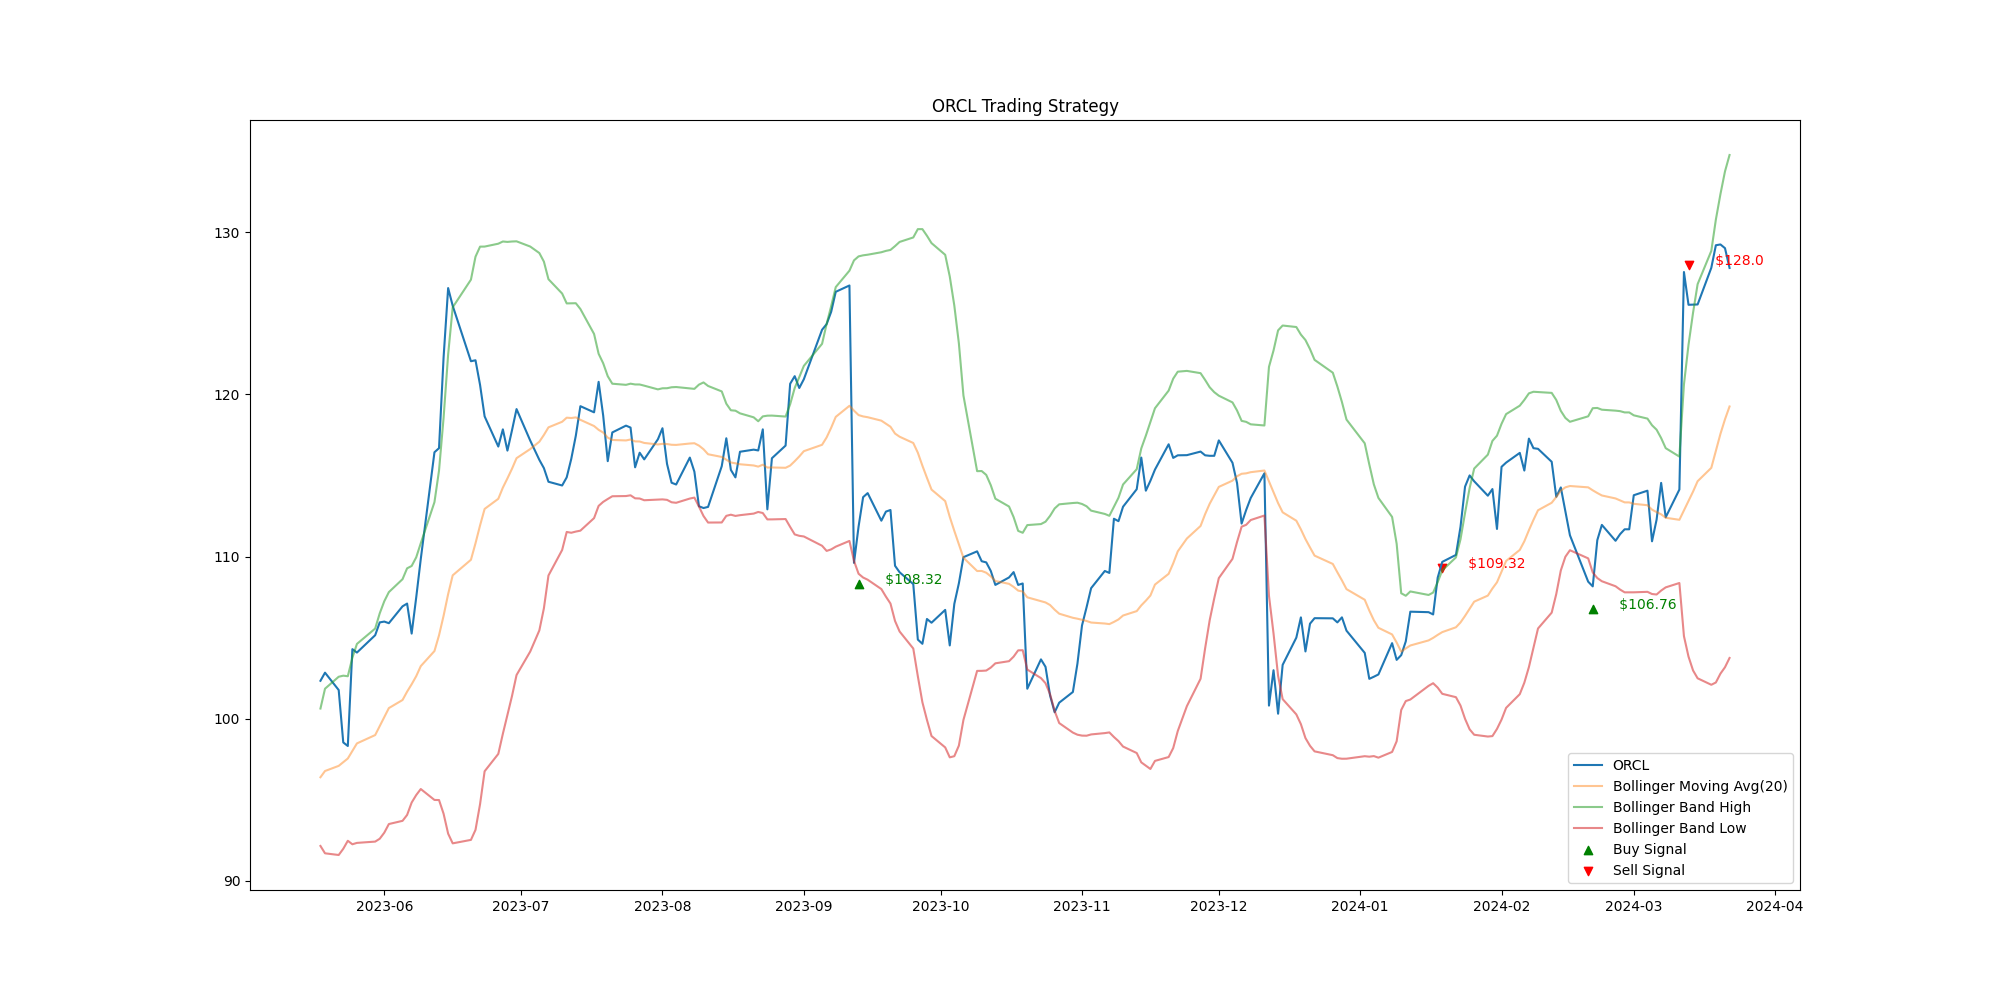 ORCL Trading Strategy
130
120
110
100
90
$128.0
$108.32
$109.32
$106.76
2023-06
2023-07
2023-08
2023-09
2023-10
2023-11
2023-12
2024-01
2024-02
2024-03
2024-04
ORCL
Bollinger Moving Avg(20)
Bollinger Band High
Bollinger Band Low
Buy Signal
Sell Signal